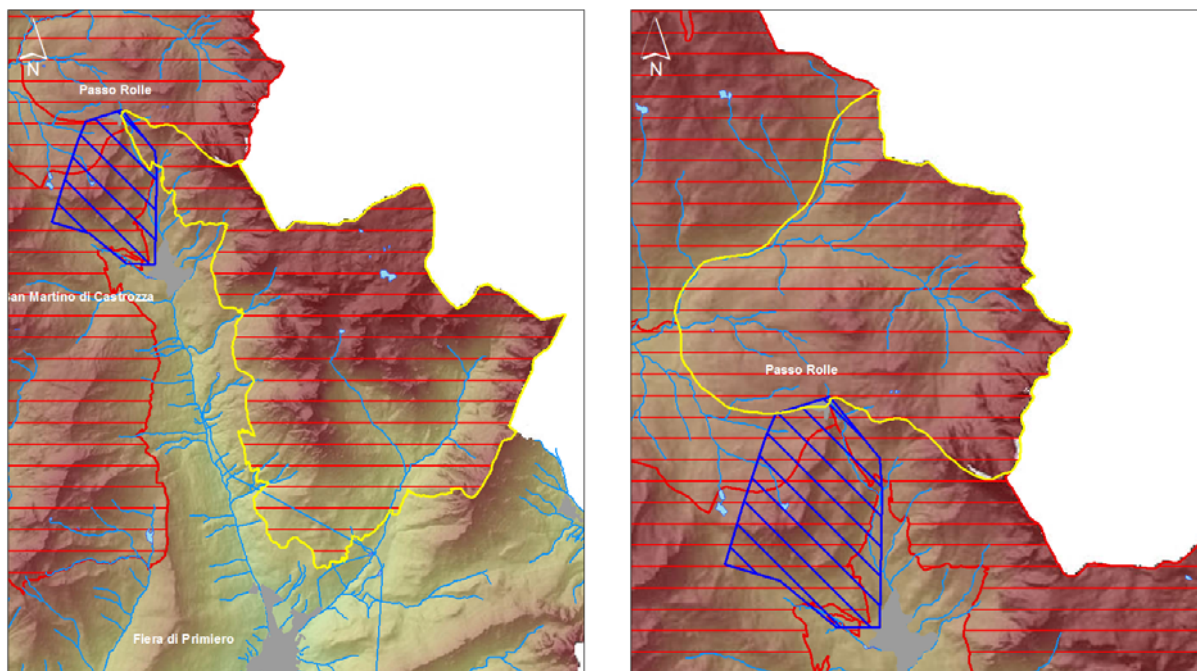 N
Passo Rolle
San Martino di Castrozza
Fiera di Primiero
N
Passo Rolle